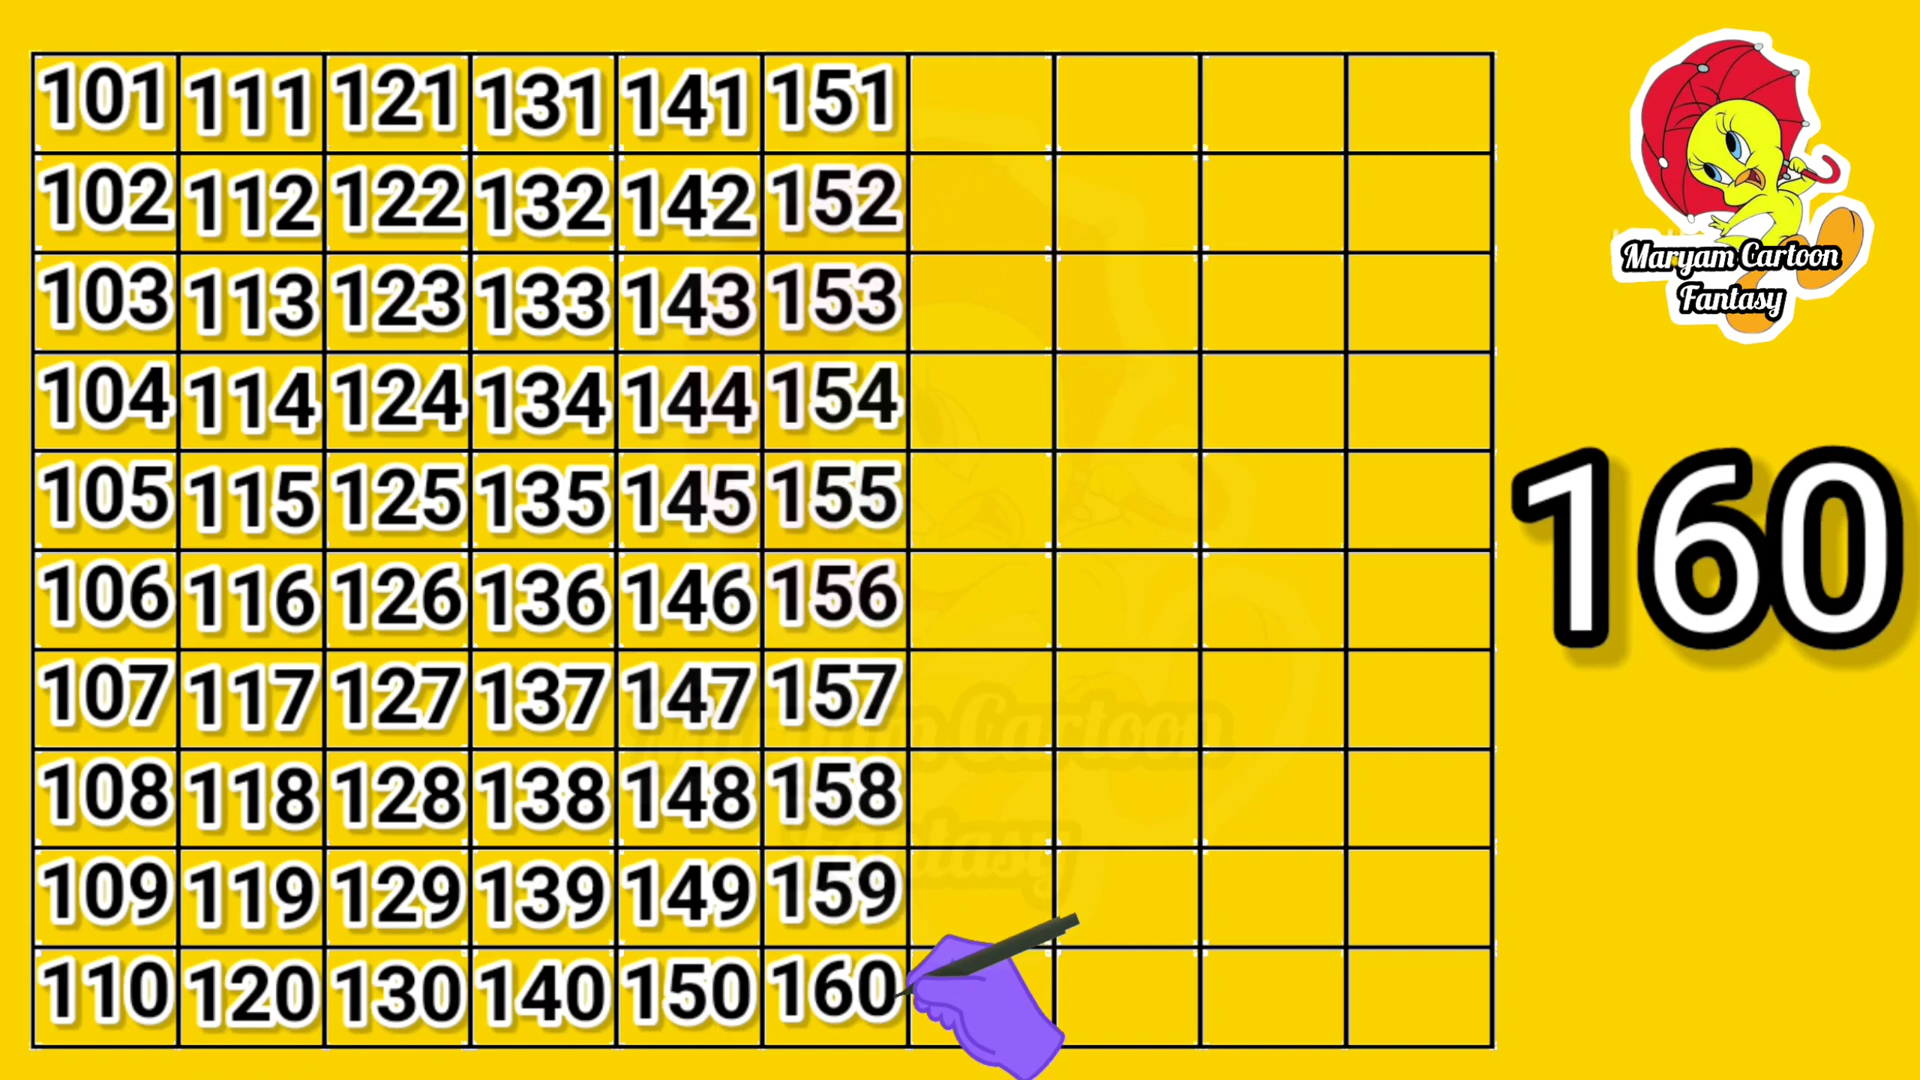 101 111 121 131 141 151
102 112 122 132 142 152
103 113 123 133 143 153
104 114 124 134 144 154
105 115 125 135 145 155
106 116 126 136 146 156
107 117 127 137 147 157
108 118 128 138 148 158
109 119 129 139 149 159
110 120 130 140 150 160
Maryam Cartoon
Fantasy
160
Maryam Cartoon
Fantasy